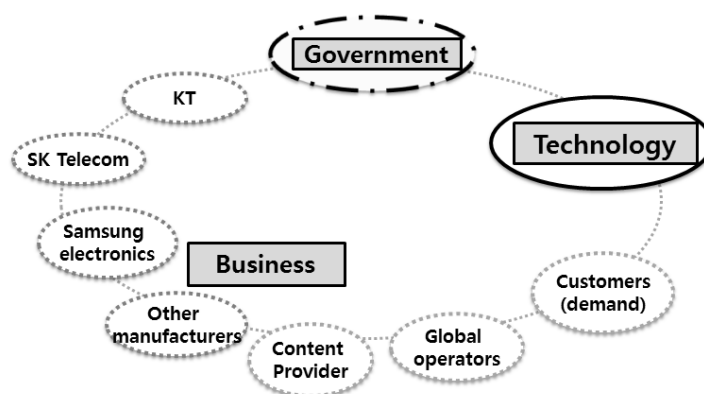 Government
KT
Technology
SK Telecom
Samsung
electronics
Business
Customers
(demand)
Other
manufacturers
Global
operators
Content
Provider